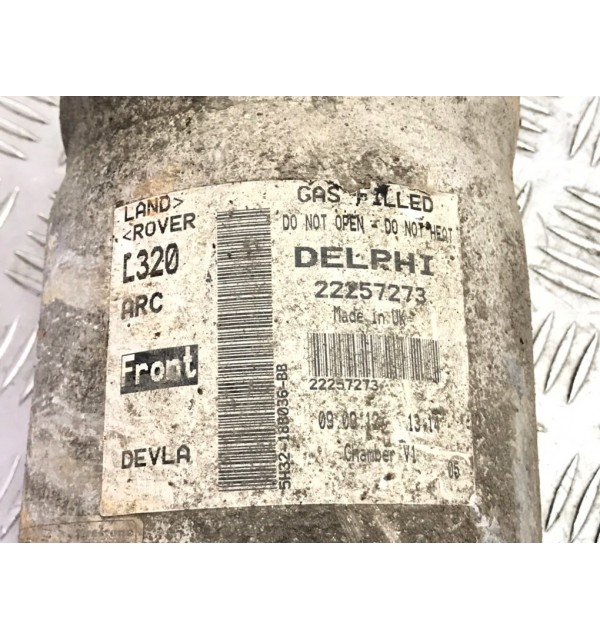 LAND>
<ROVER
L320
ARC
Front
DEVLA
5H32-18B036-BB
GAS FILLED
DO NOT OPEN - DO NOT HEAT
DELPHI
22257273
Made in UK
22257273
13:14
Chamber V1
05